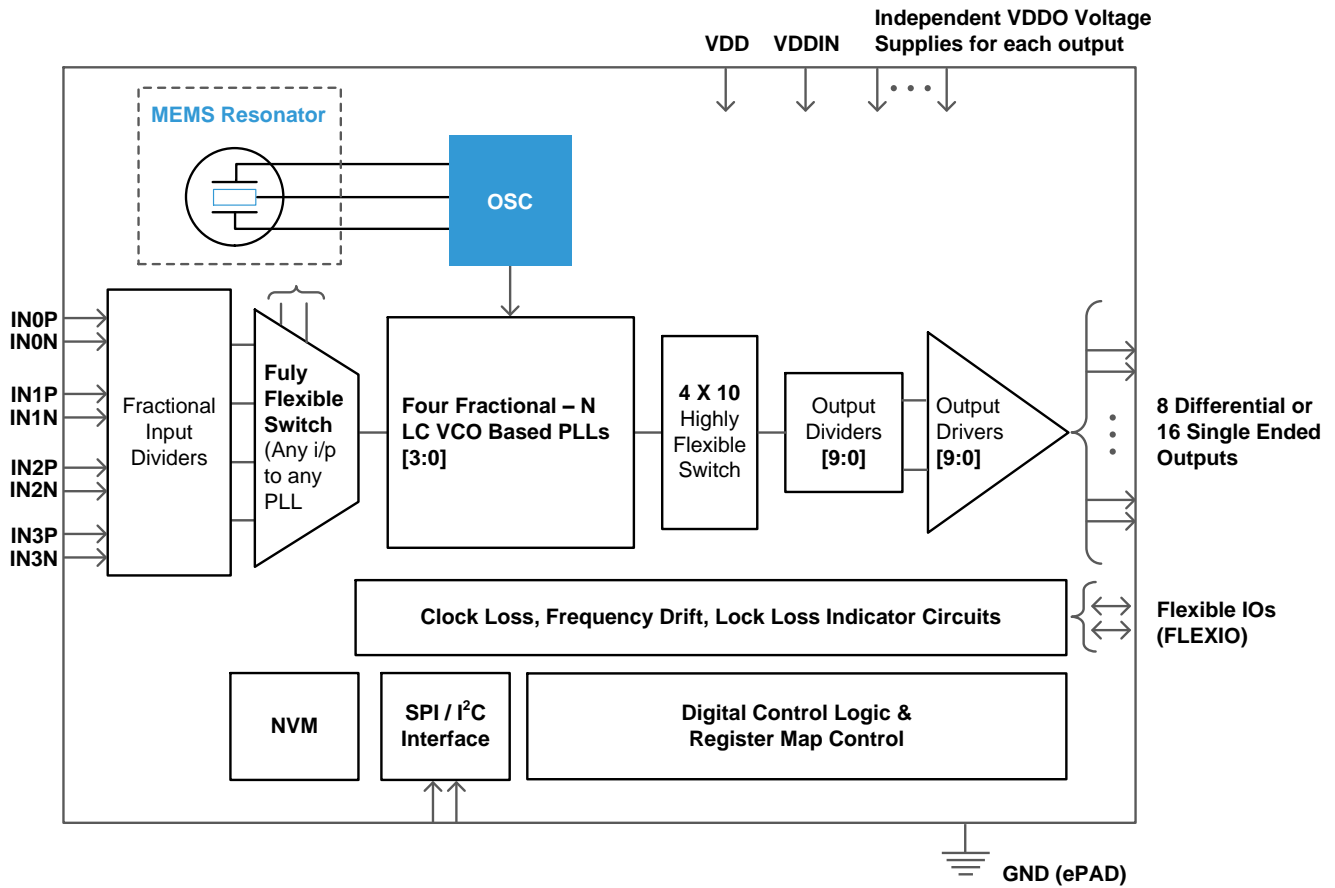 Independent VDDO Voltage
Supplies for each output
VDD
VDDIN
MEMS Resonator
OSC
IN0P
IN0N
IN1P
IN1N
IN2P
IN2N
IN3P
IN3N
Fractional
Input
Dividers
Fuly
Flexible
Switch
(Any i/p
to any
PLL
Four Fractional – N
LC VCO Based PLLs
[3:0]
4 X 10
Highly
Flexible
Switch
Output
Dividers
[9:0]
Output
Drivers
[9:0]
8 Differential or
16 Single Ended
Outputs
Clock Loss, Frequency Drift, Lock Loss Indicator Circuits
Flexible IOs
(FLEXIO)
NVM
SPI / I²C
Interface
Digital Control Logic &
Register Map Control
GND (ePAD)